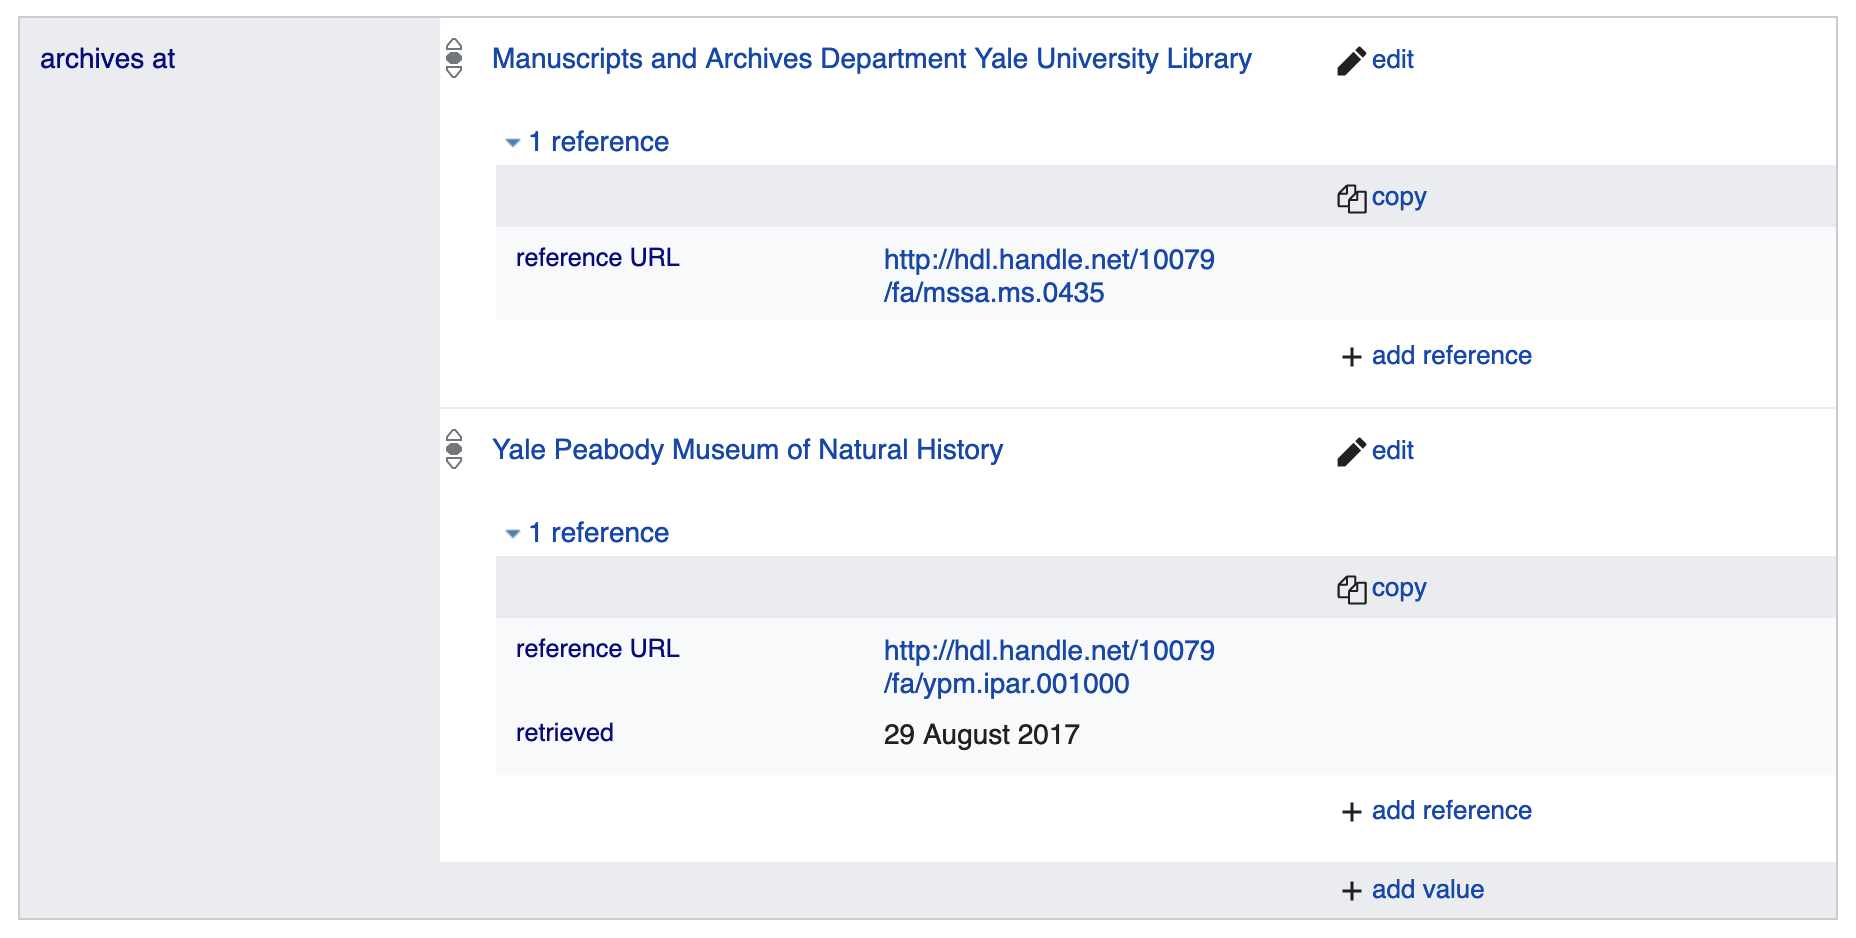 archives at
Manuscripts and Archives Department Yale University Library
edit
1 reference
copy
reference URL
http://hdl.handle.net/10079
/fa/mssa.ms.0435
+ add reference
Yale Peabody Museum of Natural History
edit
1 reference
copy
reference URL
http://hdl.handle.net/10079
/fa/ypm.ipar.001000
retrieved
29 August 2017
+ add reference
+ add value